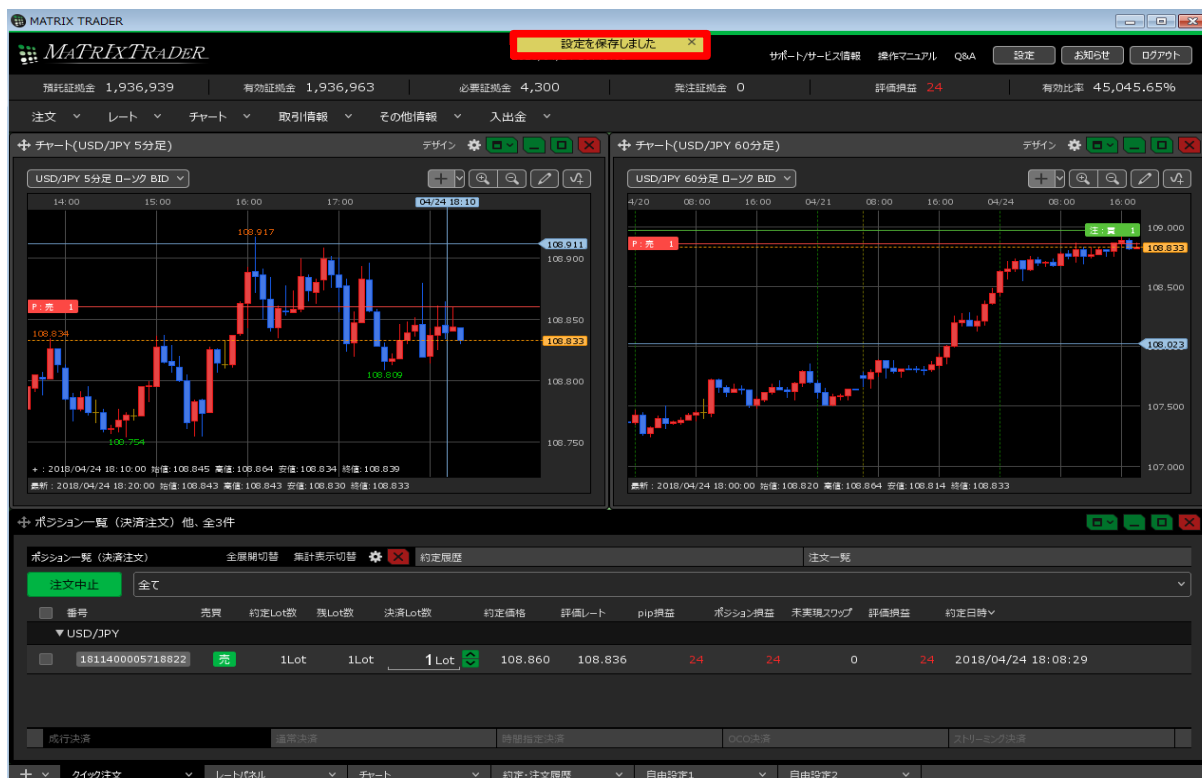 MATRIX TRADER
MATRIXTRADER
設定を保存しました ×
サポート/サービス情報 操作マニュアル Q&A 設定 お知らせ ログアウト
預託証拠金 1,936,939 有効証拠金 1,936,963 必要証拠金 4,300 発注証拠金 0 評価損益 24 有効比率 45,045.65%
注文 レート チャート 取引情報 その他情報 入出金
チャート(USD/JPY 5分足) デザイン
USD/JPY 5分足 ローソク BID
14:00 15:00 16:00 17:00 04/24 18:10
108.917
108.911
108.900
P:売 1
108.850
108.834
108.833
108.809
108.800
108.754
108.750
+ : 2018/04/24 18:10:00 始値:108.845 高値:108.864 安値:108.834 終値:108.839
最新 : 2018/04/24 18:20:00 始値:108.843 高値:108.843 安値:108.830 終値:108.833
チャート(USD/JPY 60分足) デザイン
USD/JPY 60分足 ローソク BID
4/20 08:00 16:00 04/21 08:00 16:00 04/24 08:00 16:00
注:買 1
109.000
P:売 1
108.833
108.500
108.023
107.500
107.000
最新 : 2018/04/24 18:00:00 始値:108.820 高値:108.864 安値:108.814 終値:108.833
ポジション一覧（決済注文）他、全3件
ポジション一覧（決済注文） 全展開切替 集計表示切替 約定履歴 注文一覧
注文中止 全て
番号 売買 約定Lot数 残Lot数 決済Lot数 約定価格 評価レート pip損益 ポジション損益 未実現スワップ 評価損益 約定日時
▼USD/JPY
1811400005718822 売 1Lot 1Lot 1 Lot 108.860 108.836 24 24 0 24 2018/04/24 18:08:29
成行決済 通常決済 時間指定決済 OCO決済 ストリーミング決済
クイック注文 レートパネル チャート 約定・注文履歴 自由設定1 自由設定2